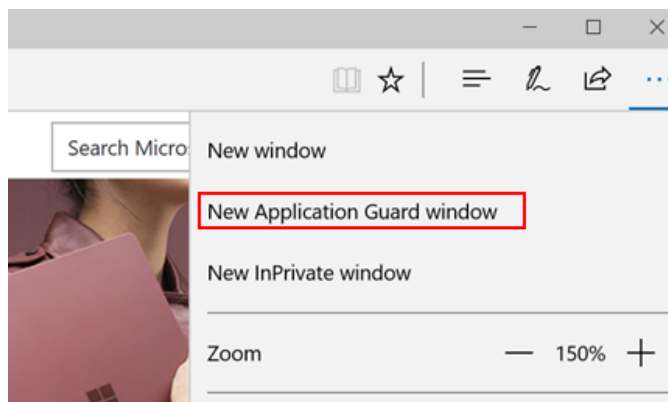 Search Micro
New window
New Application Guard window
New InPrivate window
Zoom
150%